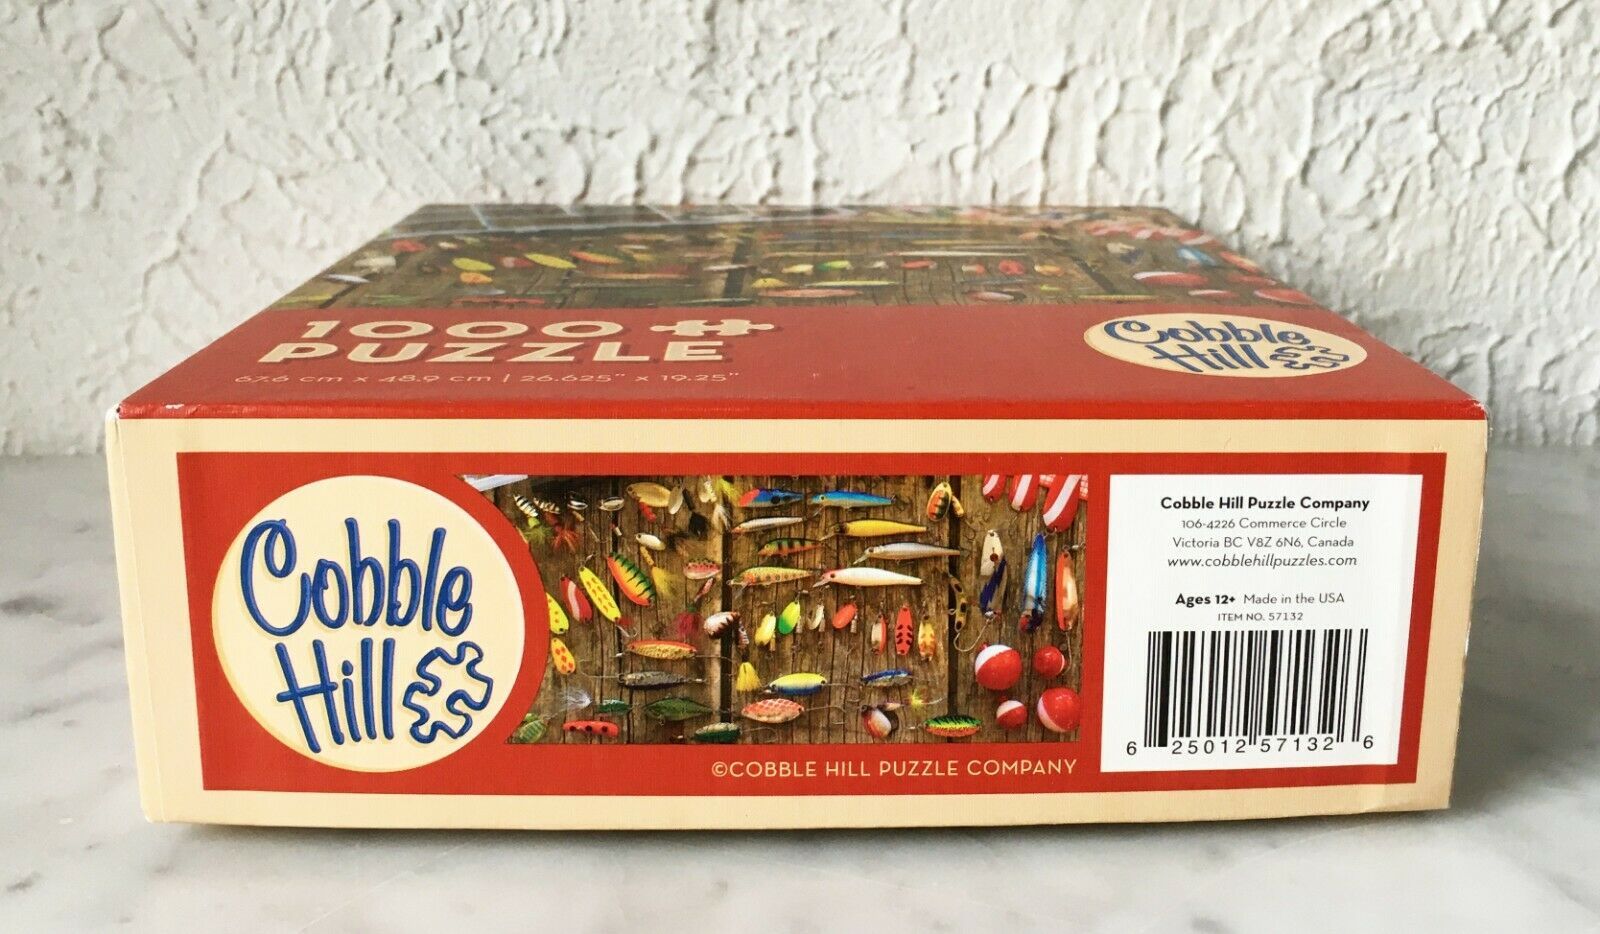 1000
PUZZLE
67.6 cm x 48.9 cm | 26.625" x 19.25"
Cobble
Hill
Cobble
Hill
©COBBLE HILL PUZZLE COMPANY
Cobble Hill Puzzle Company
106-4226 Commerce Circle
Victoria BC V8Z 6N6, Canada
www.cobblehillpuzzles.com
Ages 12+ Made in the USA
ITEM NO. 57132
6 25012 57132 6